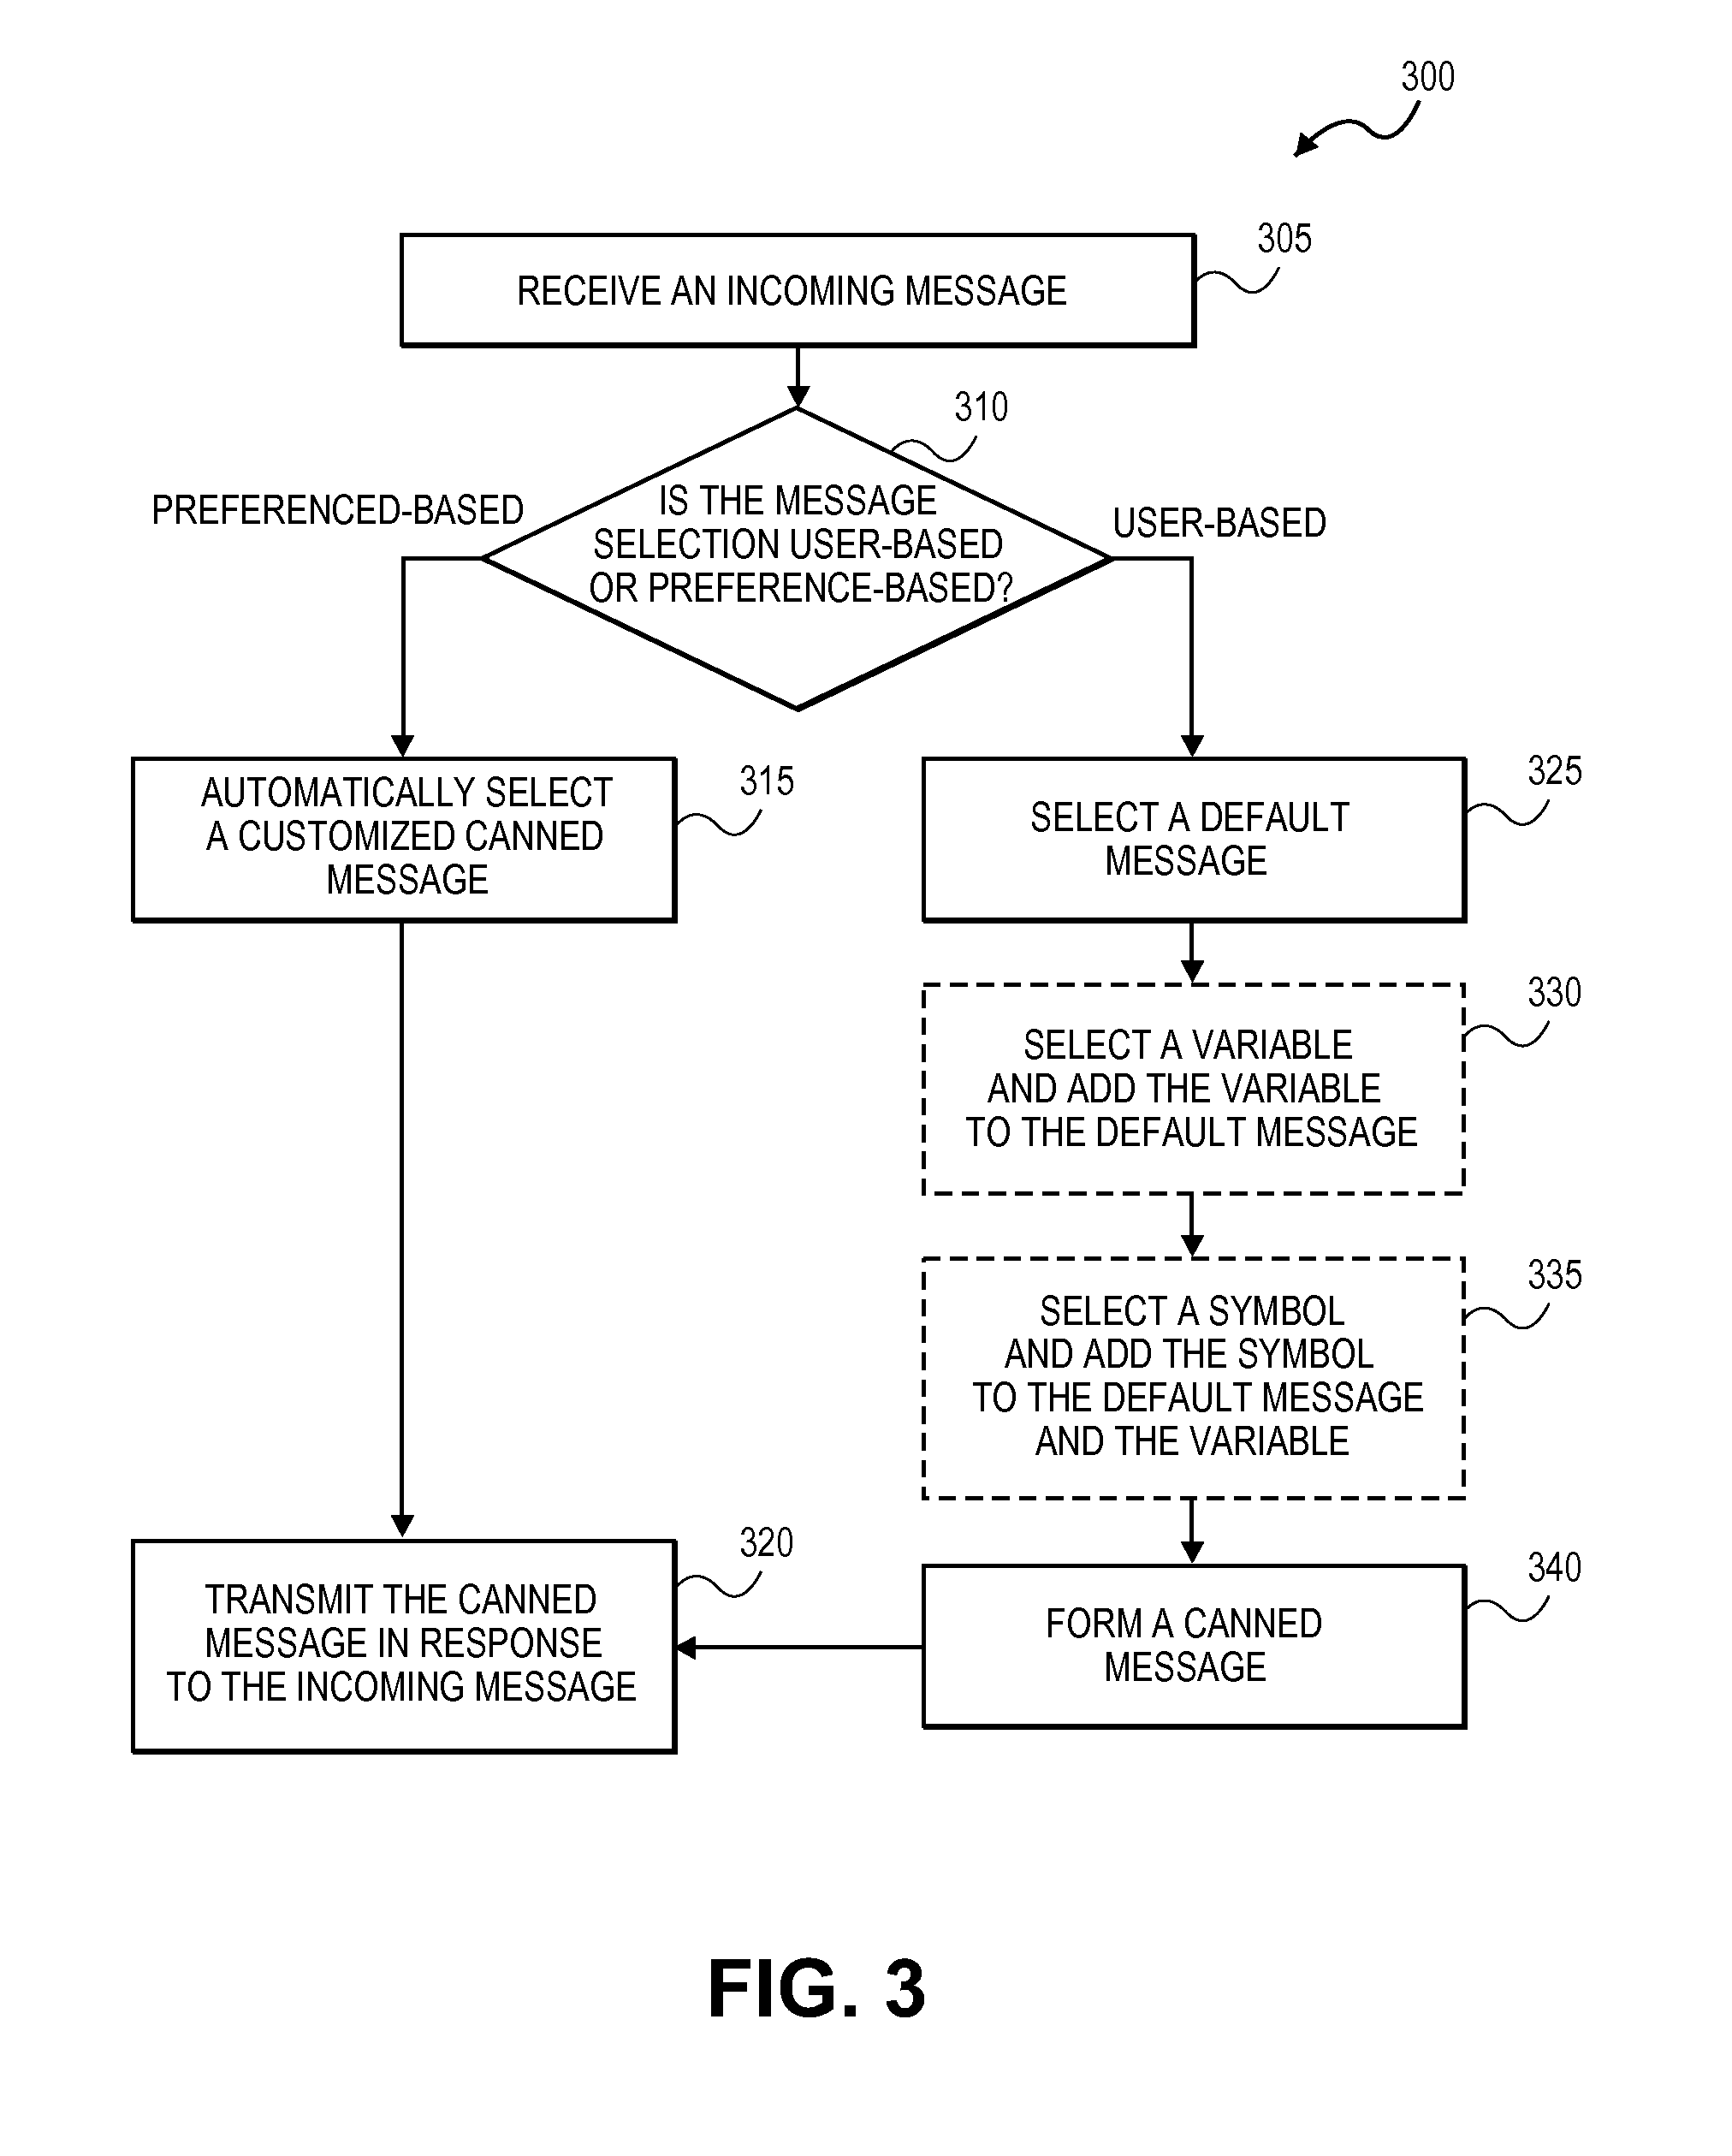 300
305
RECEIVE AN INCOMING MESSAGE
310
PREFERENCED-BASED
IS THE MESSAGE
SELECTION USER-BASED
OR PREFERENCE-BASED?
USER-BASED
315
AUTOMATICALLY SELECT
A CUSTOMIZED CANNED
MESSAGE
325
SELECT A DEFAULT
MESSAGE
330
SELECT A VARIABLE
AND ADD THE VARIABLE
TO THE DEFAULT MESSAGE
335
SELECT A SYMBOL
AND ADD THE SYMBOL
TO THE DEFAULT MESSAGE
AND THE VARIABLE
320
TRANSMIT THE CANNED
MESSAGE IN RESPONSE
TO THE INCOMING MESSAGE
340
FORM A CANNED
MESSAGE
FIG. 3